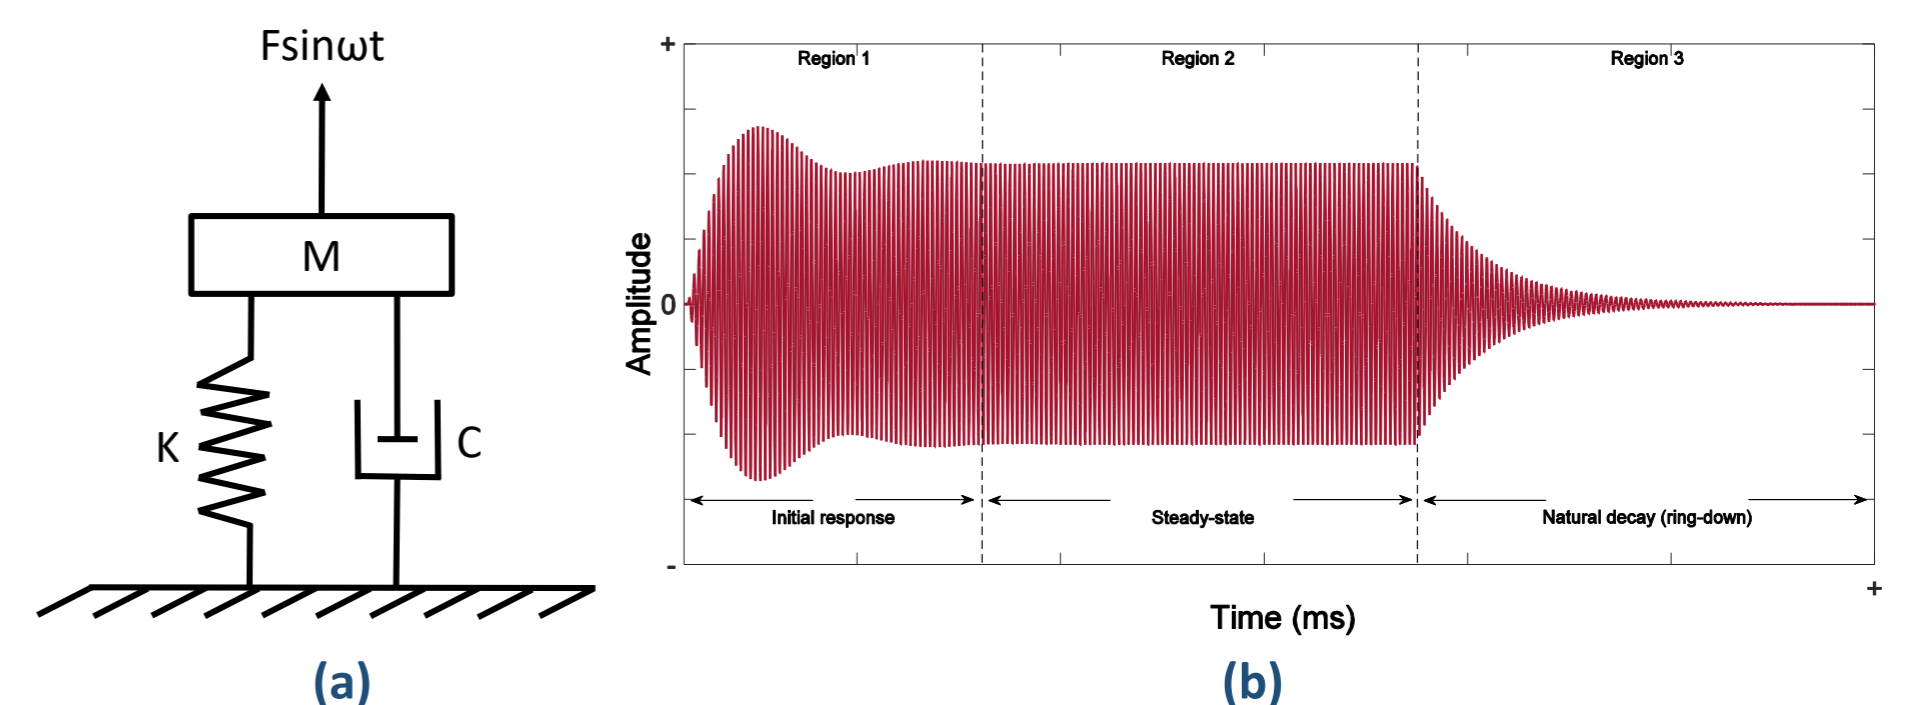 Fsinωt
M
K
C
(a)
+
Region 1
Region 2
Region 3
Amplitude
0
Initial response
Steady-state
Natural decay (ring-down)
-
+
Time (ms)
(b)